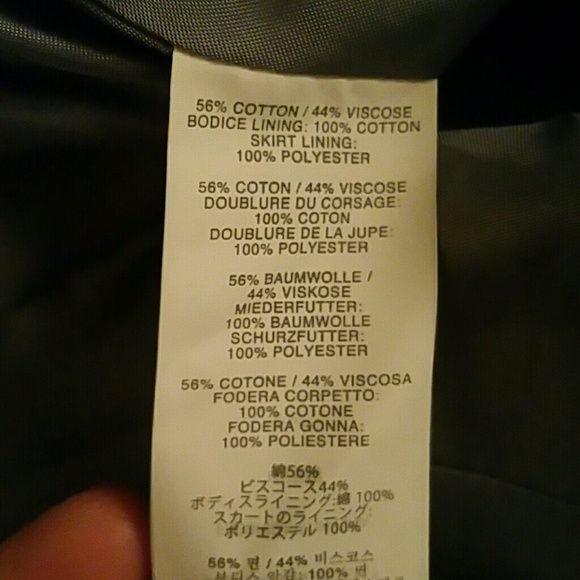 56% COTTON / 44% VISCOSE
BODICE LINING: 100% COTTON
SKIRT LINING:
100% POLYESTER
56% COTON / 44% VISCOSE
DOUBLURE DU CORSAGE:
100% COTON
DOUBLURE DE LA JUPE:
100% POLYESTER
56% BAUMWOLLE /
44% VISKOSE
MIEDERFUTTER:
100% BAUMWOLLE
SCHURZFUTTER:
100% POLYESTER
56% COTONE / 44% VISCOSA
FODERA CORPETTO:
100% COTONE
FODERA GONNA:
100% POLIESTERE
綿56%
ビスコース44%
ボディスライニング:綿 100%
スカートのライニング:
ポリエステル 100%
56% 면 / 44% 비스코스
안감: 100% 면